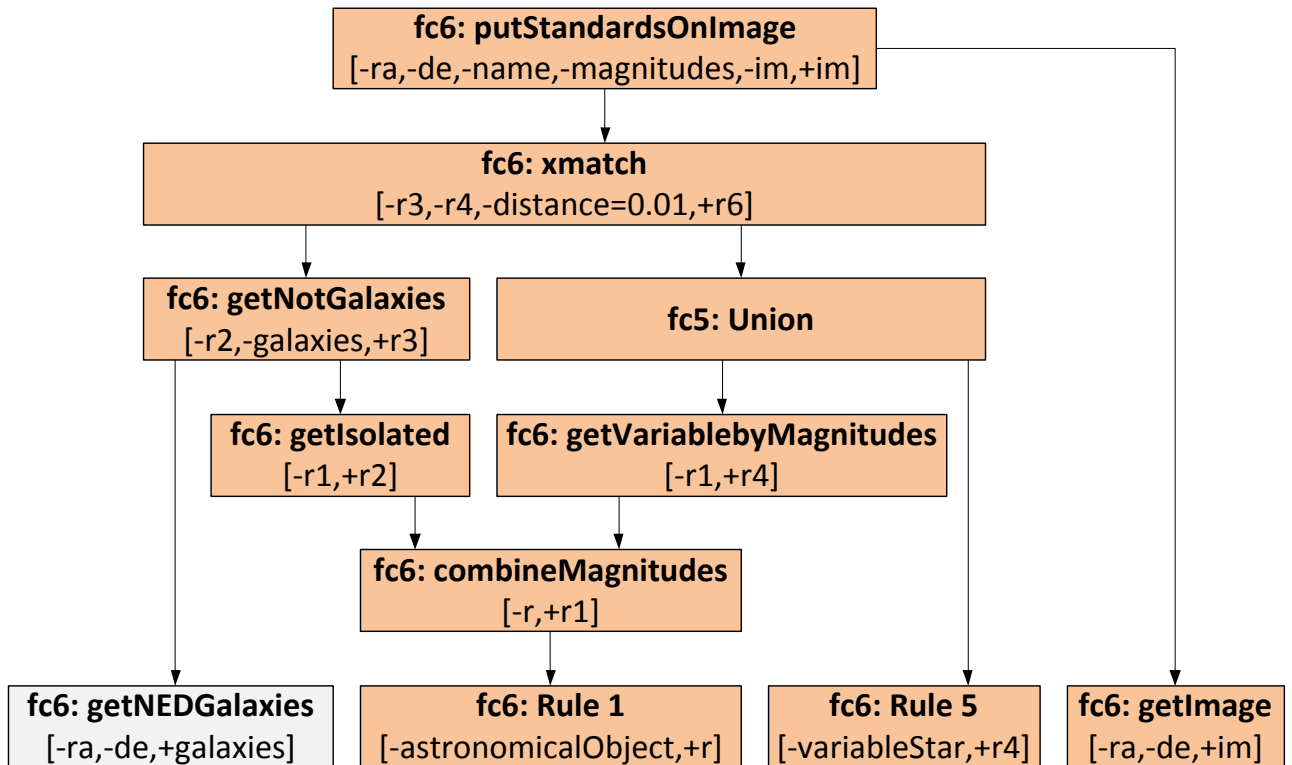 fc6: putStandardsOnImage
[-ra,-de,-name,-magnitudes,-im,+im]
fc6: xmatch
[-r3,-r4,-distance=0.01,+r6]
fc6: getNotGalaxies
[-r2,-galaxies,+r3]
fc5: Union
fc6: getIsolated
[-r1,+r2]
fc6: getVariablebyMagnitudes
[-r1,+r4]
fc6: combineMagnitudes
[-r,+r1]
fc6: getNEDGalaxies
[-ra,-de,+galaxies]
fc6: Rule 1
[-astronomicalObject,+r]
fc6: Rule 5
[-variableStar,+r4]
fc6: getImage
[-ra,-de,+im]